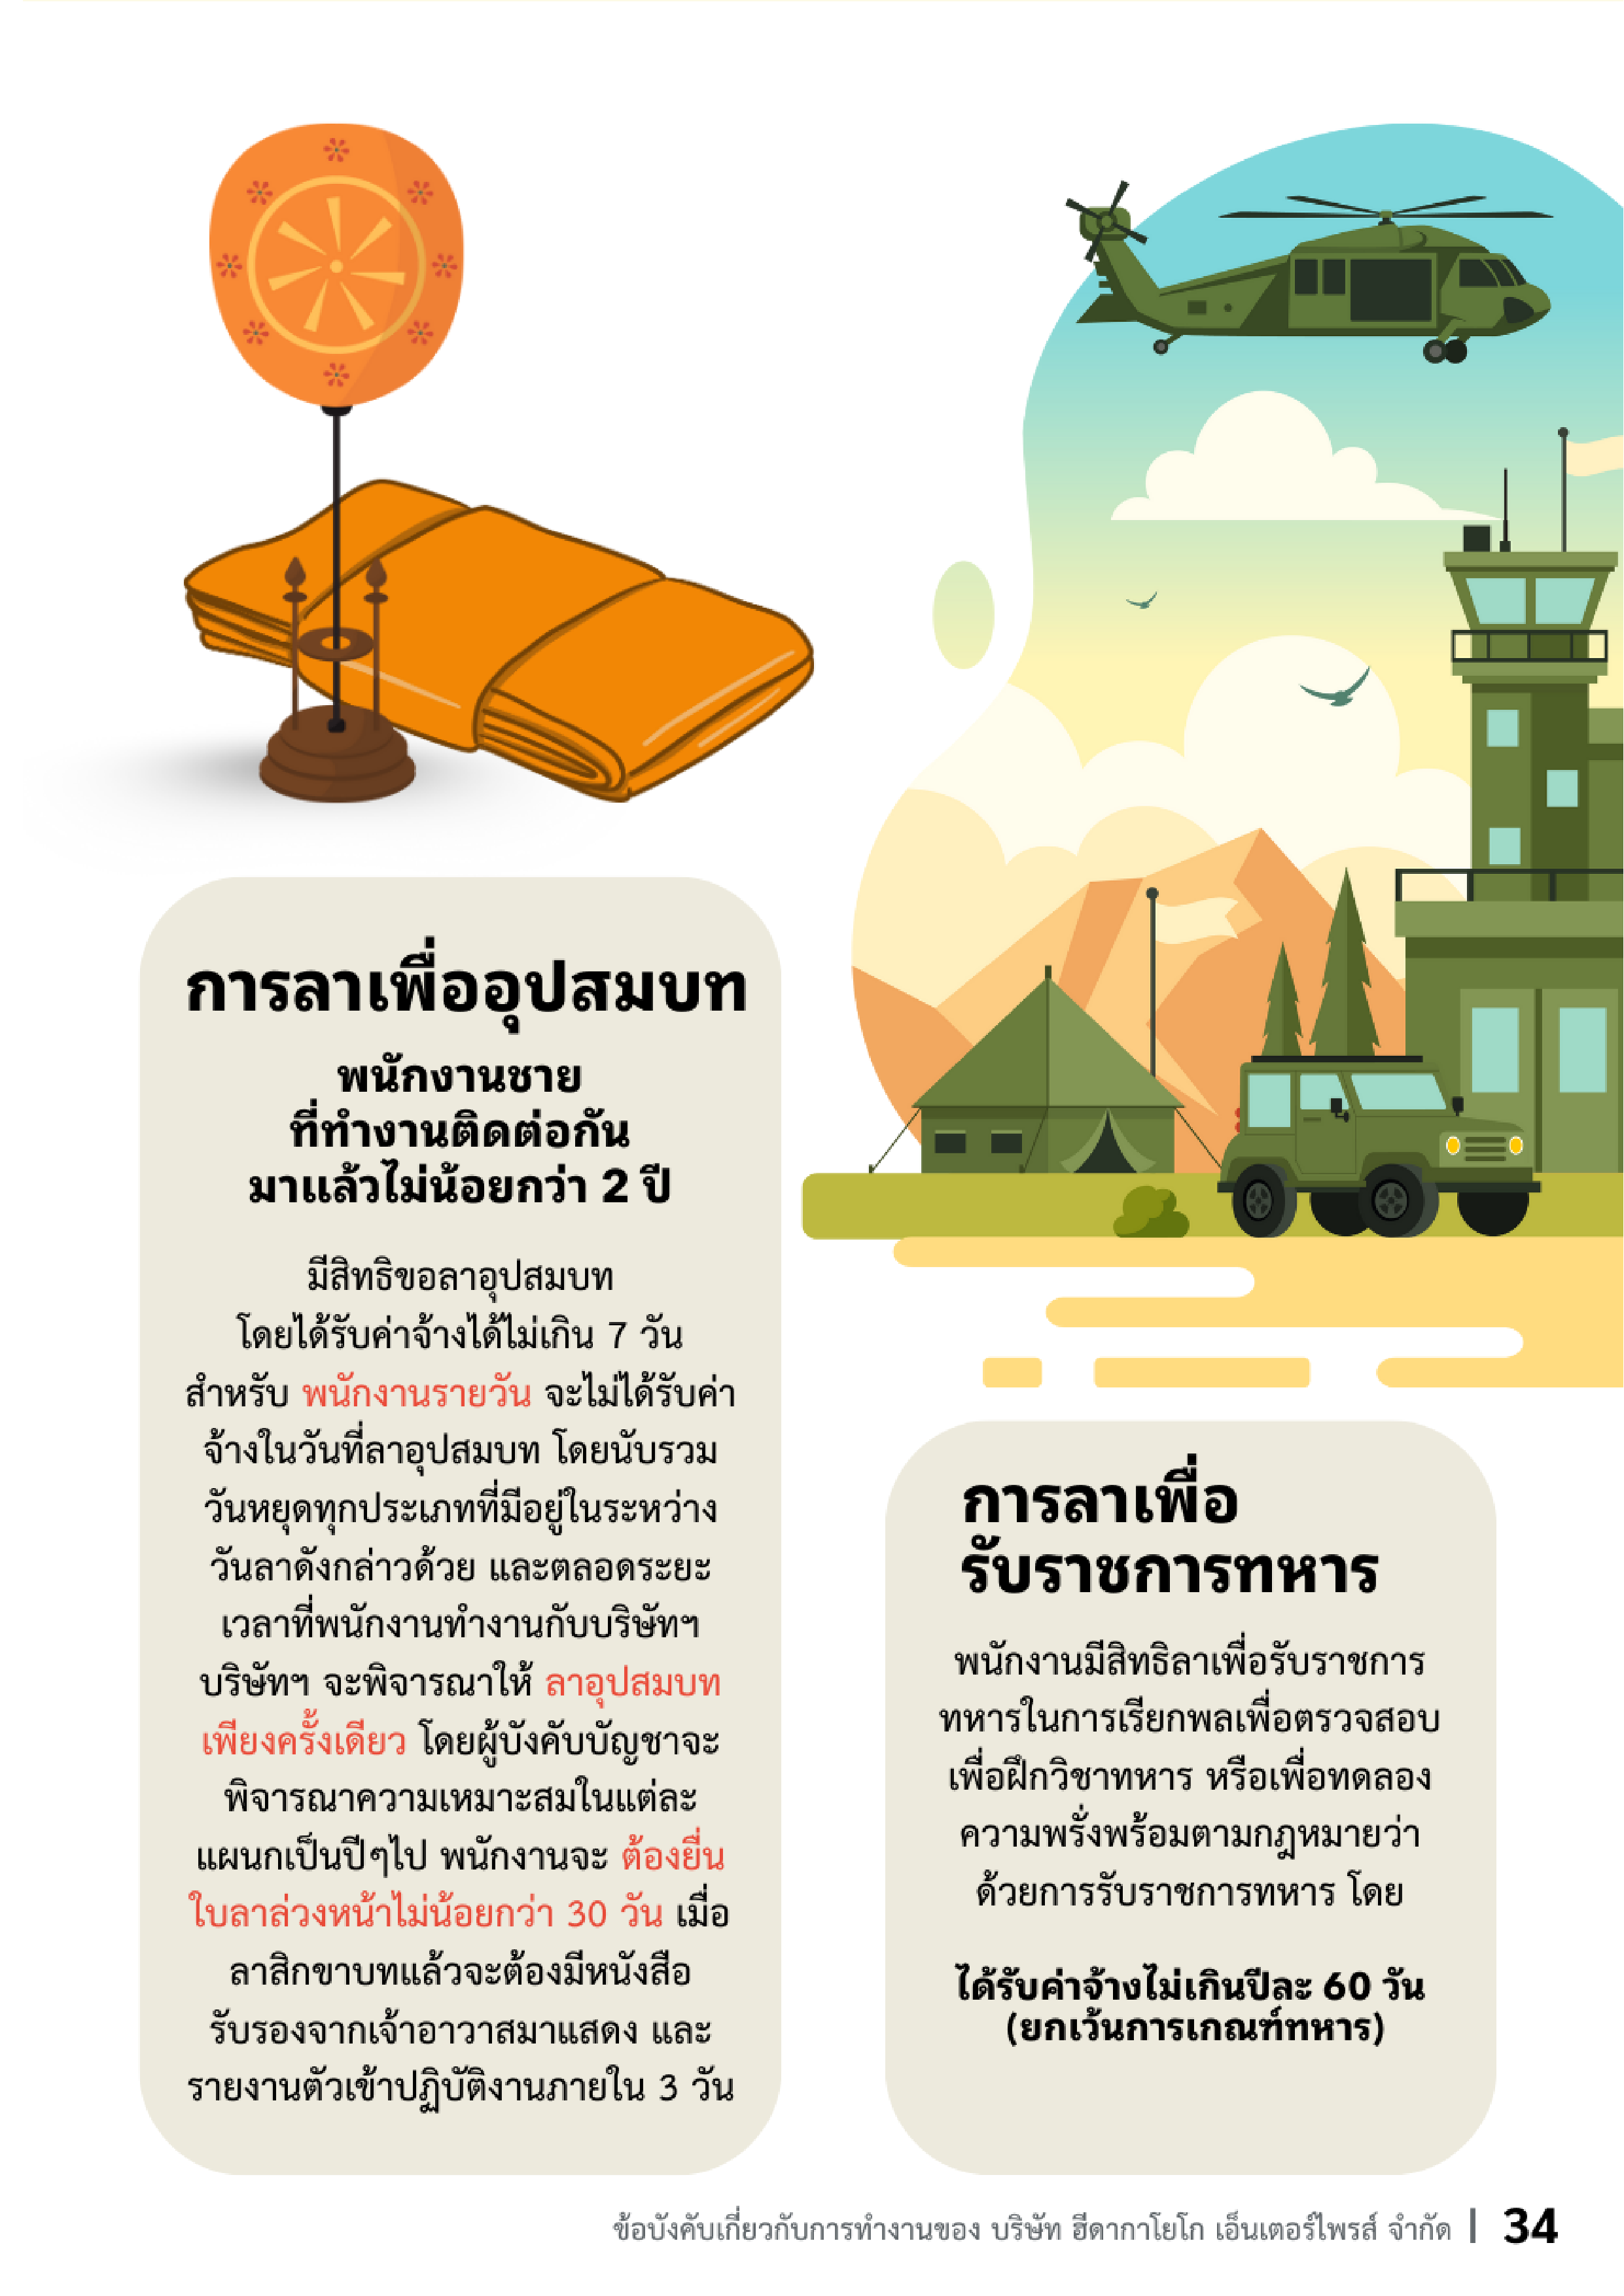 การลาเพื่ออุปสมบท
พนักงานชาย
ที่ทำงานติดต่อกัน
มาแล้วไม่น้อยกว่า 2 ปี
มีสิทธิขอลาอุปสมบท
โดยได้รับค่าจ้างได้ไม่เกิน 7 วัน
สำหรับ พนักงานรายวัน จะไม่ได้รับค่า
จ้างในวันที่ลาอุปสมบท โดยนับรวม
วันหยุดทุกประเภทที่มีอยู่ในระหว่าง
วันลาดังกล่าวด้วย และตลอดระยะ
เวลาที่พนักงานทำงานกับบริษัทฯ
บริษัทฯ จะพิจารณาให้ ลาอุปสมบท
เพียงครั้งเดียว โดยผู้บังคับบัญชาจะ
พิจารณาความเหมาะสมในแต่ละ
แผนกเป็นปีๆไป พนักงานจะ ต้องยื่น
ใบลาล่วงหน้าไม่น้อยกว่า 30 วัน เมื่อ
ลาสิกขาบทแล้วจะต้องมีหนังสือ
รับรองจากเจ้าอาวาสมาแสดง และ
รายงานตัวเข้าปฏิบัติงานภายใน 3 วัน
การลาเพื่อ
รับราชการทหาร
พนักงานมีสิทธิลาเพื่อรับราชการ
ทหารในการเรียกพลเพื่อตรวจสอบ
เพื่อฝึกวิชาทหาร หรือเพื่อทดลอง
ความพรั่งพร้อมตามกฎหมายว่า
ด้วยการรับราชการทหาร โดย
ได้รับค่าจ้างไม่เกินปีละ 60 วัน
(ยกเว้นการเกณฑ์ทหาร)
ข้อบังคับเกี่ยวกับการทำงานของ บริษัท ฮีดากาโยโก เอ็นเตอร์ไพรส์ จำกัด | 34